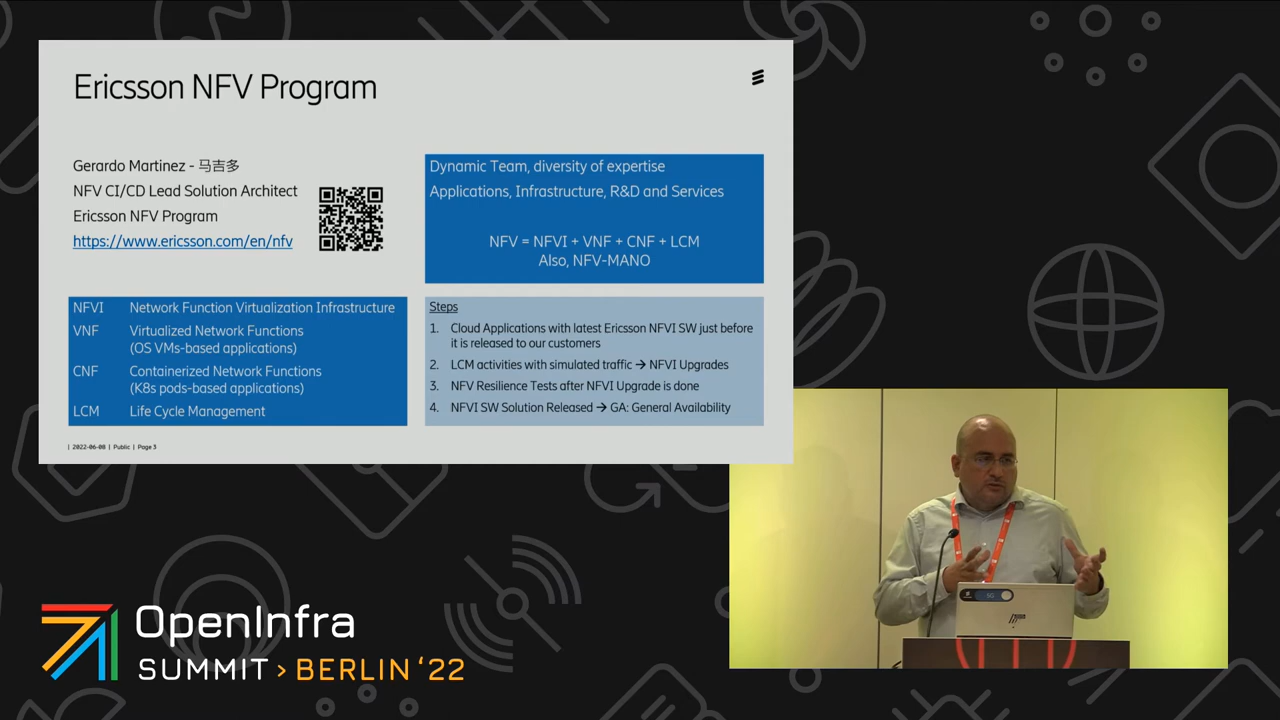 Ericsson NFV Program
Gerardo Martinez - 马吉多
NFV CI/CD Lead Solution Architect
Ericsson NFV Program
https://www.ericsson.com/en/nfv
Dynamic Team, diversity of expertise
Applications, Infrastructure, R&D and Services
NFV = NFVI + VNF + CNF + LCM
Also, NFV-MANO
NFVI Network Function Virtualization Infrastructure
VNF Virtualized Network Functions
(OS VMs-based applications)
CNF Containerized Network Functions
(K8s pods-based applications)
LCM Life Cycle Management
Steps
1. Cloud Applications with latest Ericsson NFVI SW just before
it is released to our customers
2. LCM activities with simulated traffic → NFVI Upgrades
3. NFV Resilience Tests after NFVI Upgrade is done
4. NFVI SW Solution Released → GA: General Availability
| 2022-06-08 | Public | Page 3
5G
OpenInfra
SUMMIT > BERLIN '22